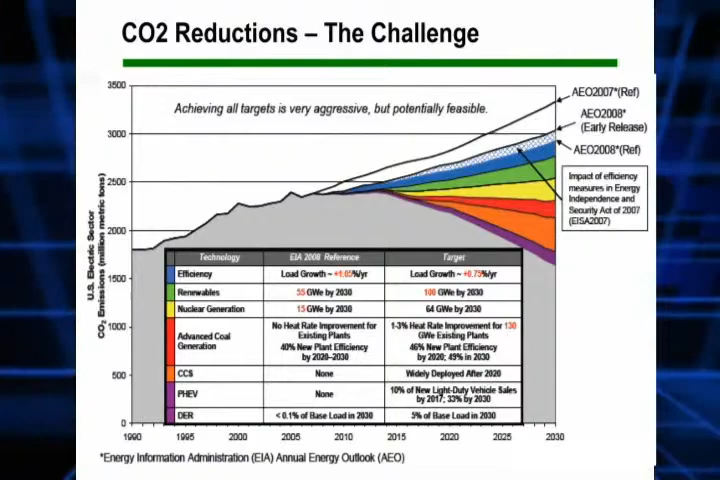 CO2 Reductions – The Challenge
3500
3000
2500
2000
1500
1000
500
0
U.S. Electric Sector
CO2 Emissions (million metric tons)
Achieving all targets is very aggressive, but potentially feasible.
AEO2007*(Ref)
AEO2008*
(Early Release)
AEO2008*(Ref)
Impact of efficiency
measures in Energy
Independence and
Security Act of 2007
(EISA2007)
Technology EIA 2008 Reference Target
Efficiency Load Growth ~ +1.05%/yr Load Growth ~ +0.75%/yr
Renewables 55 GWe by 2030 100 GWe by 2030
Nuclear Generation 15 GWe by 2030 64 GWe by 2030
Advanced Coal
Generation
No Heat Rate Improvement for
Existing Plants
40% New Plant Efficiency
by 2020–2030
1-3% Heat Rate Improvement for 130
GWe Existing Plants
46% New Plant Efficiency
by 2020; 49% in 2030
CCS None Widely Deployed After 2020
PHEV None
10% of New Light-Duty Vehicle Sales
by 2017; 33% by 2030
DER < 0.1% of Base Load in 2030 5% of Base Load in 2030
1990 1995 2000 2005 2010 2015 2020 2025 2030
*Energy Information Administration (EIA) Annual Energy Outlook (AEO)